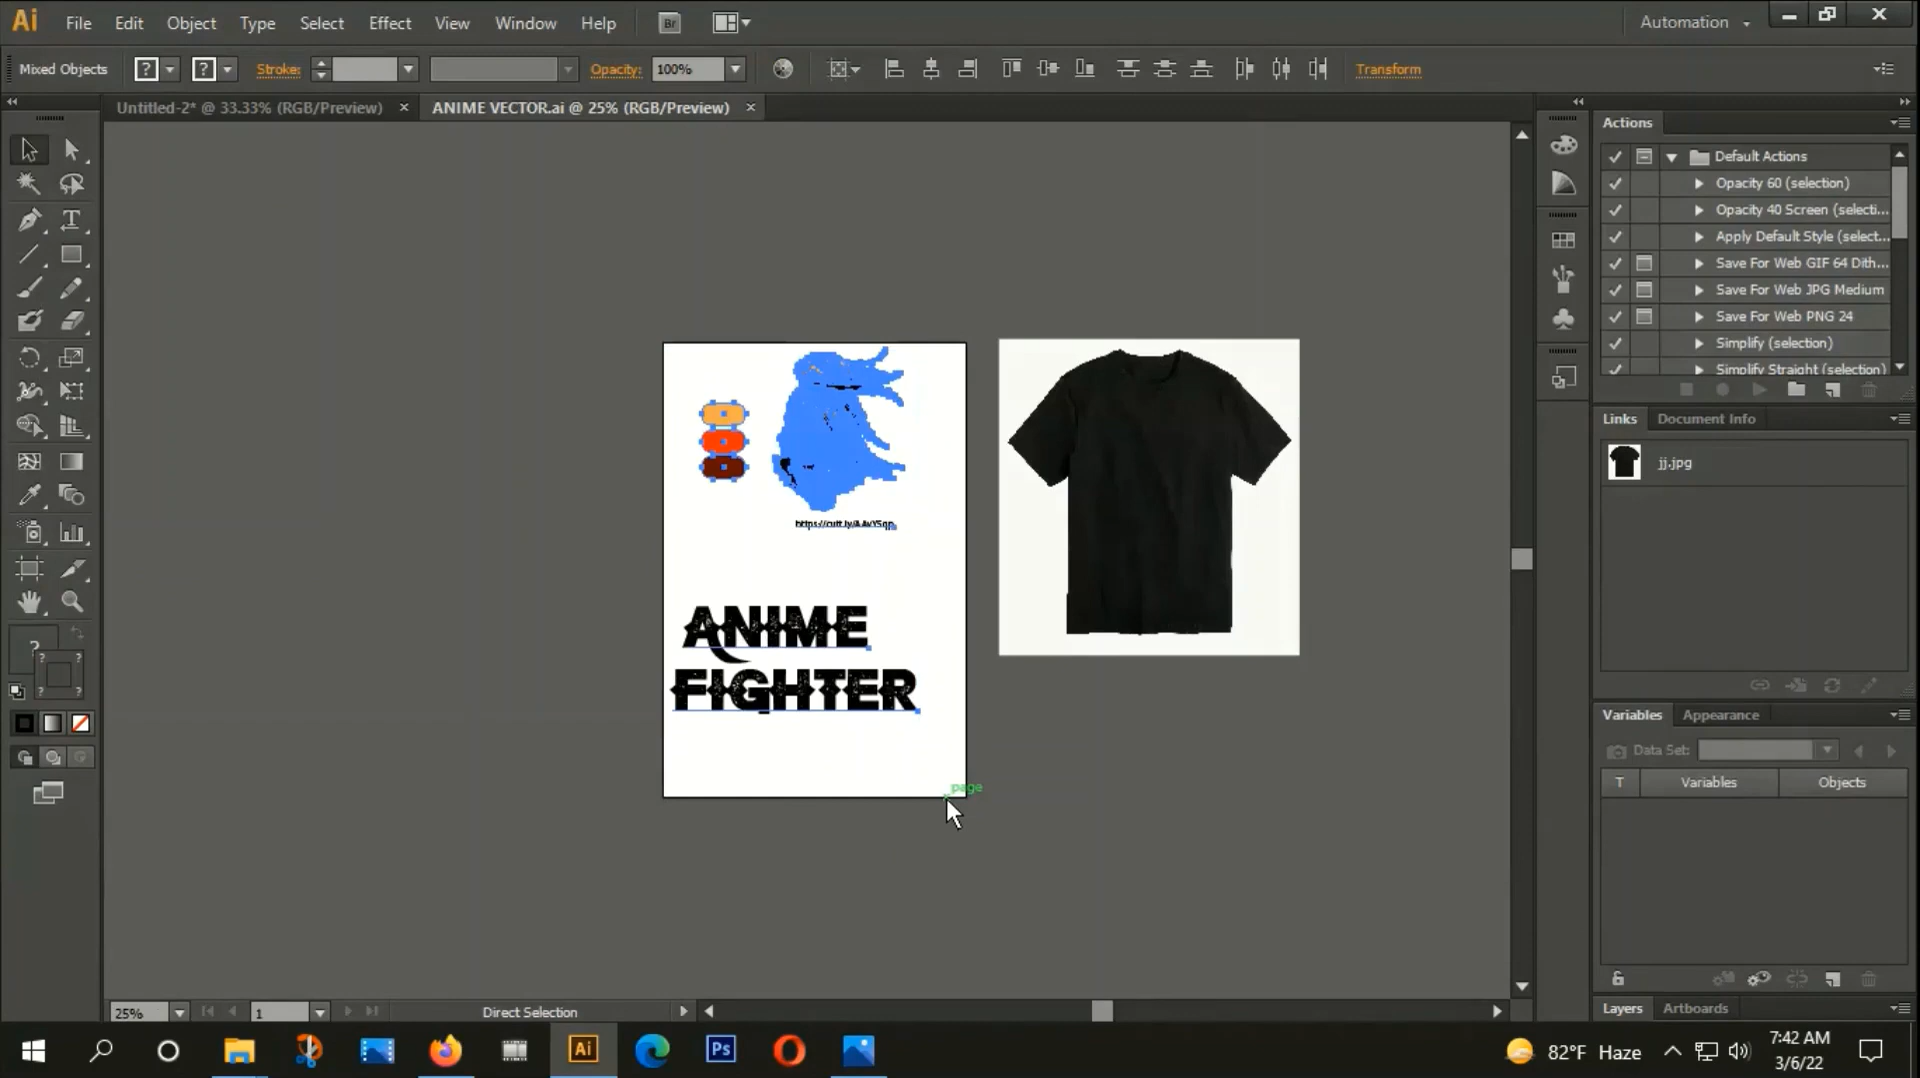 Ai File Edit Object Type Select Effect View Window Help Br Automation
Mixed Objects ? ? Stroke: Opacity: 100% Transform
Untitled-2* @ 33.33% (RGB/Preview) × ANIME VECTOR.ai @ 25% (RGB/Preview) ×
Actions
Default Actions
Opacity 60 (selection)
Opacity 40 Screen (selecti...
Apply Default Style (select...
Save For Web GIF 64 Dith...
Save For Web JPG Medium
Save For Web PNG 24
Simplify (selection)
Simplify Straight (selection)
Links Document Info
jj.jpg
ANIME
FIGHTER
page
Variables Appearance
Data Set:
T Variables Objects
Layers Artboards
25% 1 Direct Selection
Ai Ps 82°F Haze 7:42 AM
3/6/22